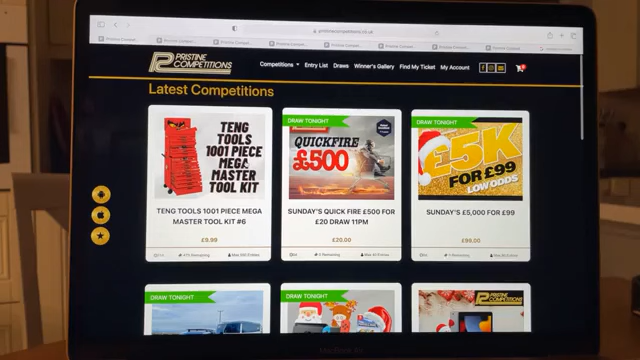 pristinecompetitions.co.uk
PRISTINE
COMPETITIONS
Competitions Entry List Draws Winner's Gallery Find My Ticket My Account
Latest Competitions
TENG
TOOLS
1001 PIECE
MEGA
MASTER
TOOL KIT
TENG TOOLS 1001 PIECE MEGA
MASTER TOOL KIT #6
£9.99
DRAW TONIGHT
QUICKFIRE
£500
SUNDAY'S QUICK FIRE £500 FOR
£20 DRAW 11PM
£20.00
DRAW TONIGHT
£5K
FOR £99
LOW ODDS
SUNDAY'S £5,000 FOR £99
£99.00
DRAW TONIGHT
DRAW TONIGHT
PRISTINE
COMPETITIONS